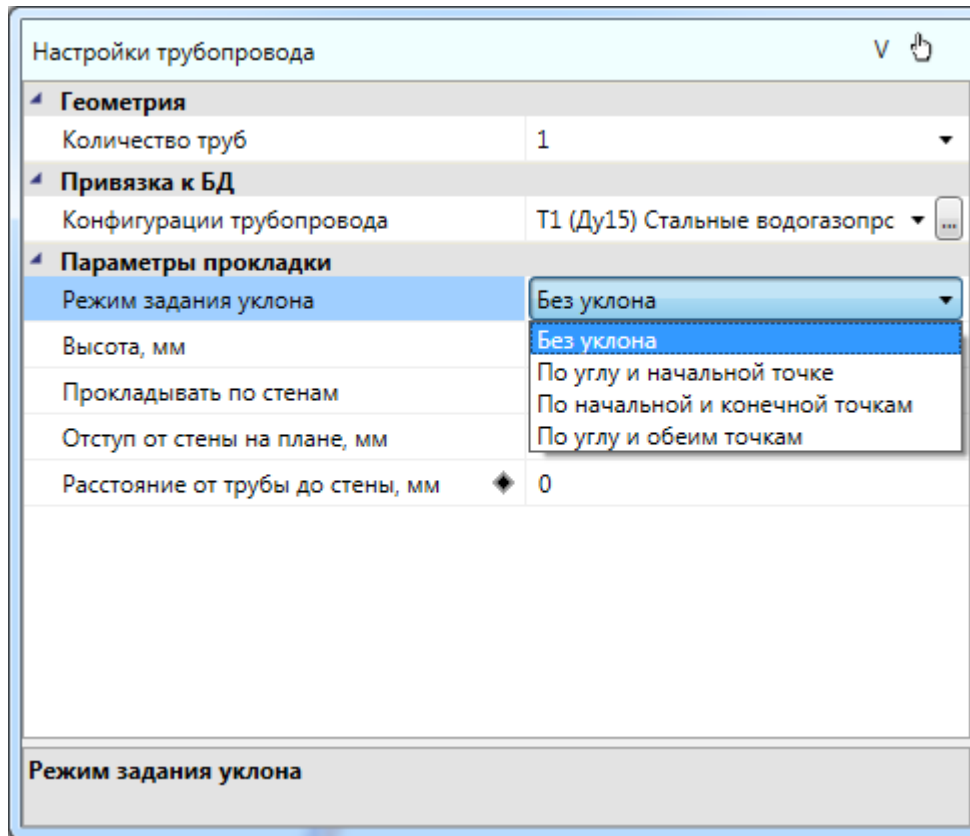 Настройки трубопровода V
Геометрия
Количество труб 1
Привязка к БД
Конфигурации трубопровода Т1 (Ду15) Стальные водогазопрс ...
Параметры прокладки
Режим задания уклона Без уклона
Высота, мм Без уклона
По углу и начальной точке
Прокладывать по стенам По начальной и конечной точкам
Отступ от стены на плане, мм По углу и обеим точкам
Расстояние от трубы до стены, мм 0
Режим задания уклона